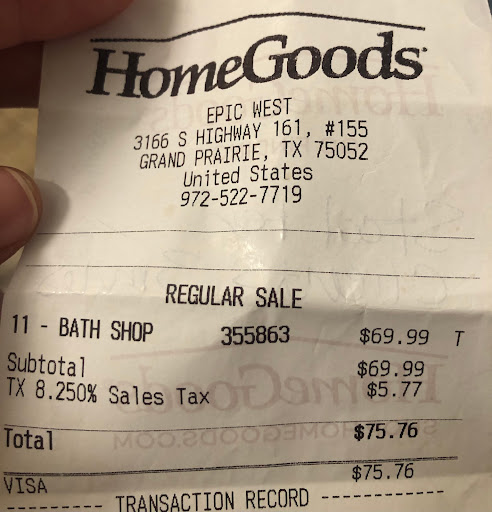 HomeGoods
EPIC WEST
3166 S HIGHWAY 161, #155
GRAND PRAIRIE, TX 75052
United States
972-522-7719
REGULAR SALE
11 - BATH SHOP 355863 $69.99 T
Subtotal $69.99
TX 8.250% Sales Tax $5.77
Total $75.76
VISA $75.76
--------- TRANSACTION RECORD -----------